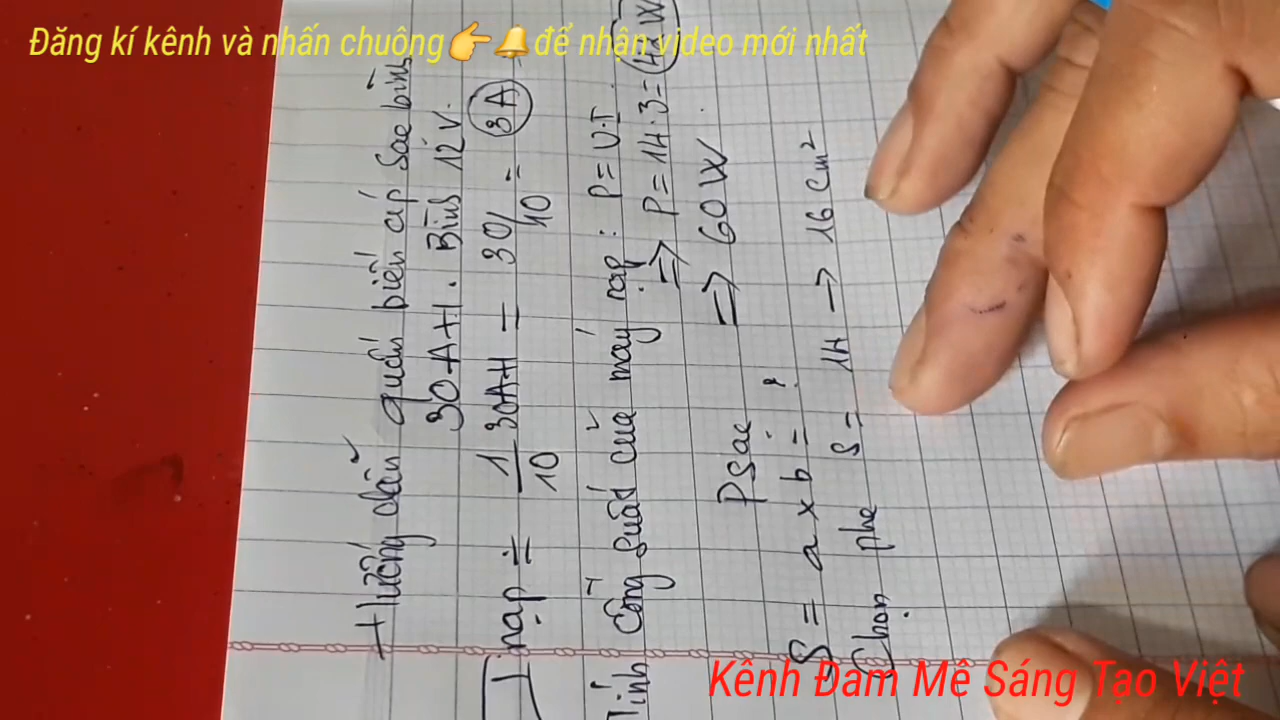 Đăng kí kênh và nhấn chuông👉🔔để nhận video mới nhất
+ Hướng dẫn quấn biến áp Sạc bình
30AH. Bình 12V.
I nạp = 1/10 30AH = 30/10 = 3A
Tính công suất của máy nạp: P = U.I
=> P = 14.3 =
P sạc => 60W
S = a x b = ?
Chọn phe S = 14 -> 16 cm²
Kênh Đam Mê Sáng Tạo Việt